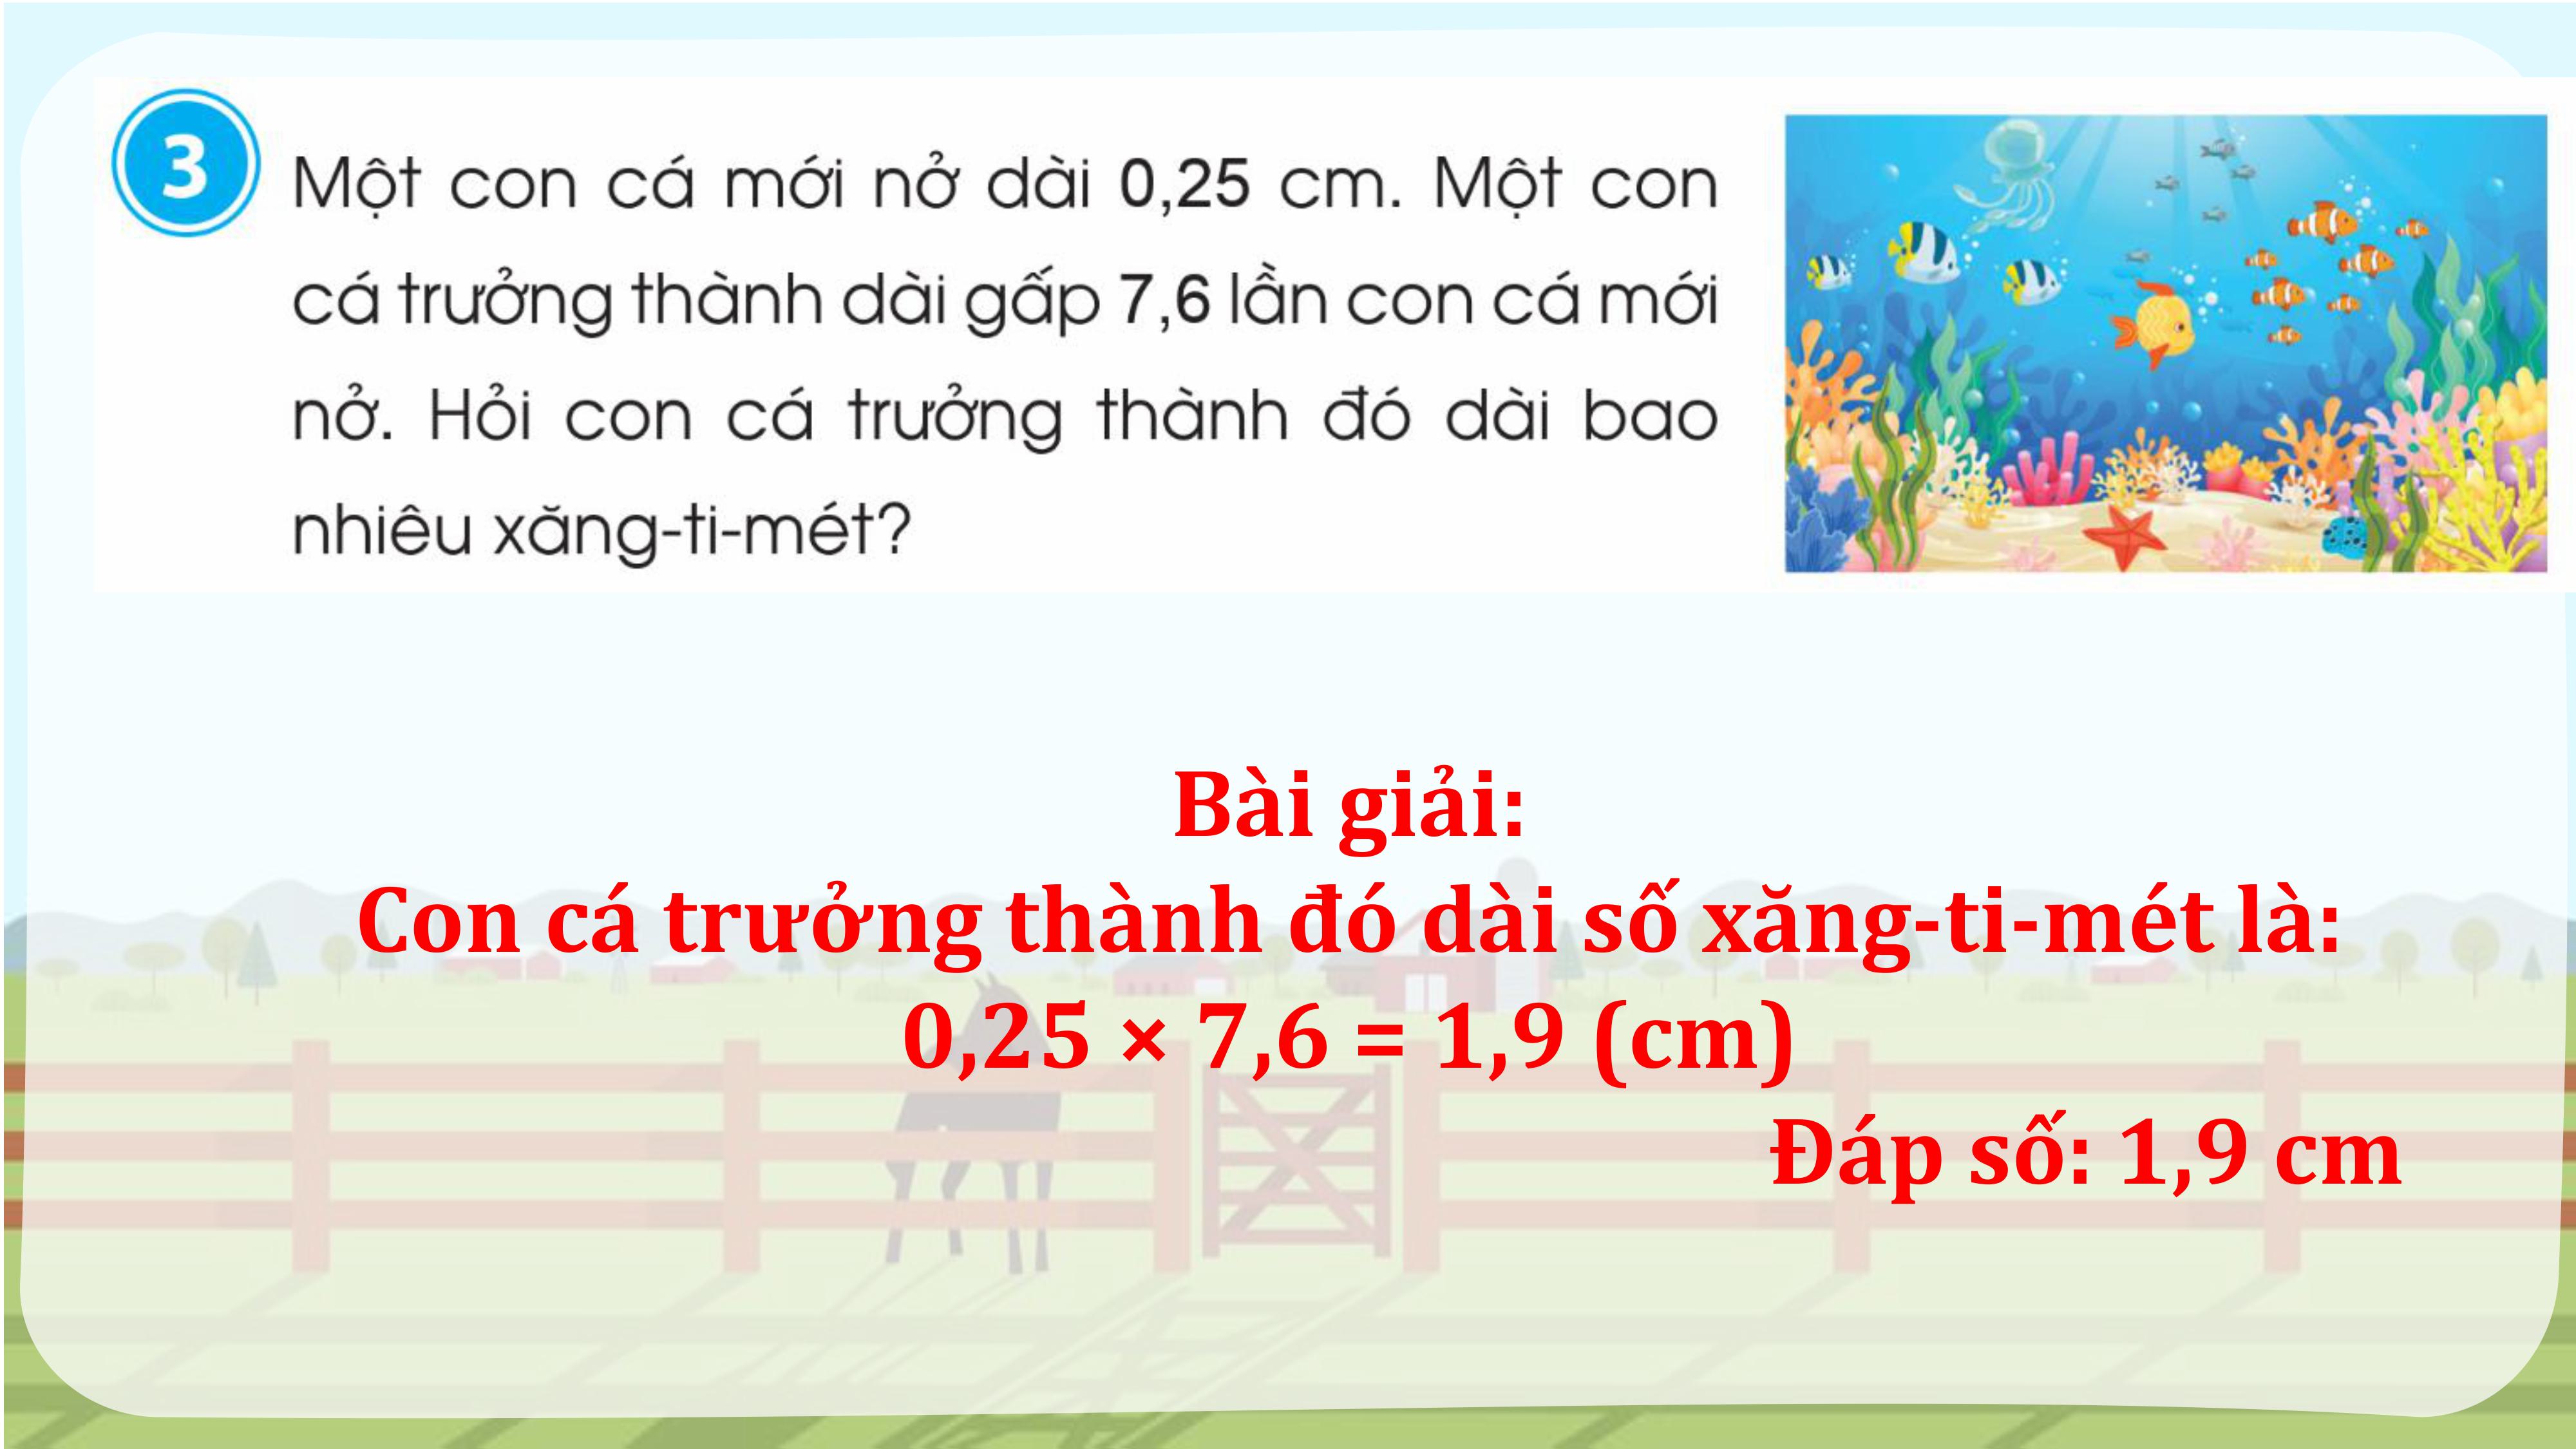 3
Một con cá mới nở dài 0,25 cm. Một con
cá trưởng thành dài gấp 7,6 lần con cá mới
nở. Hỏi con cá trưởng thành đó dài bao
nhiêu xăng-ti-mét?
Bài giải:
Con cá trưởng thành đó dài số xăng-ti-mét là:
0,25 × 7,6 = 1,9 (cm)
Đáp số: 1,9 cm